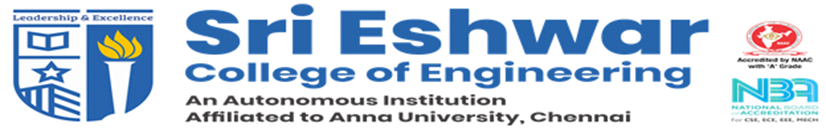 Leadership & Excellence
Sri Eshwar
College of Engineering
An Autonomous Institution
Affiliated to Anna University, Chennai
Accredited by NAAC
with 'A' Grade
NBA
NATIONAL BOARD
of ACCREDITATION
For CSE, ECE, EEE, MECH